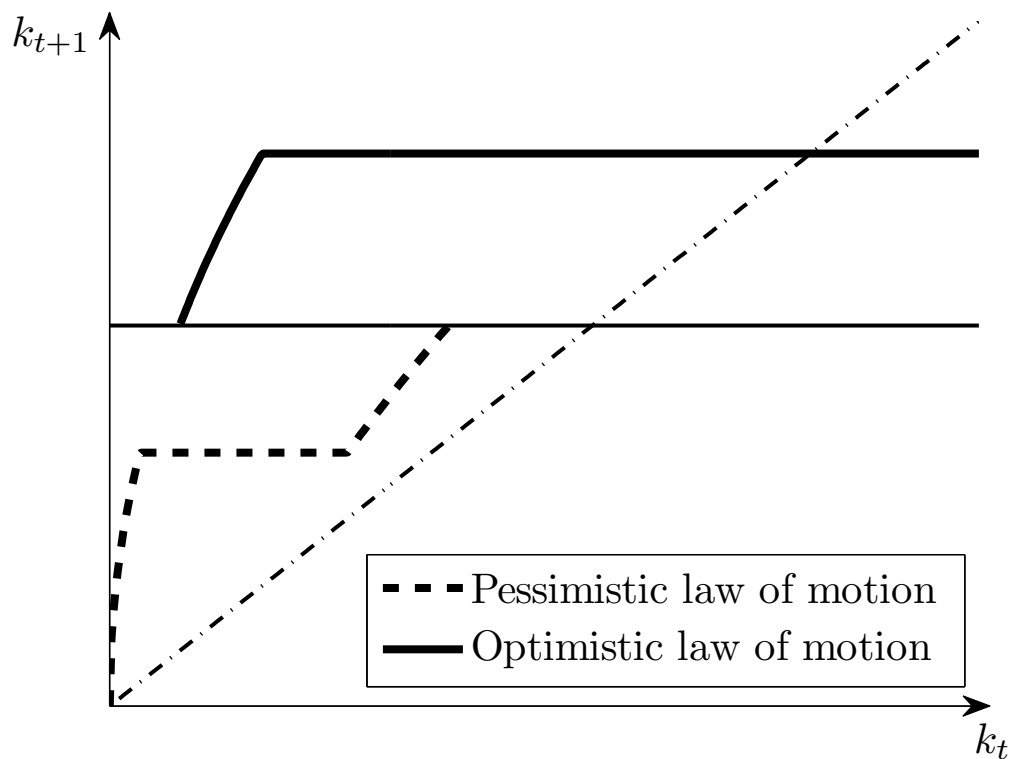 k_{t+1}
Pessimistic law of motion
Optimistic law of motion
k_t